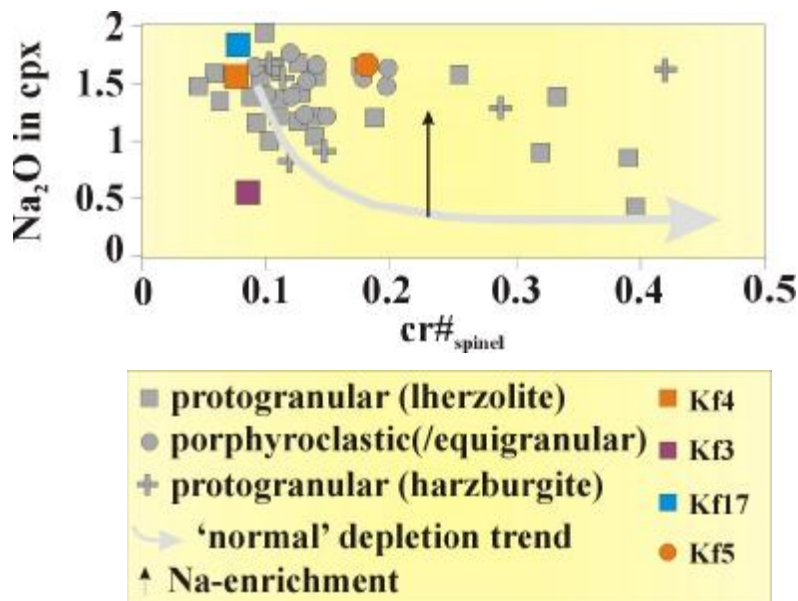 2
1.5
1
0.5
0
Na₂O in cpx
0 0.1 0.2 0.3 0.4 0.5
cr#spinel
protogranular (lherzolite)
porphyroclastic(/equigranular)
protogranular (harzburgite)
‘normal’ depletion trend
Na-enrichment
Kf4
Kf3
Kf17
Kf5